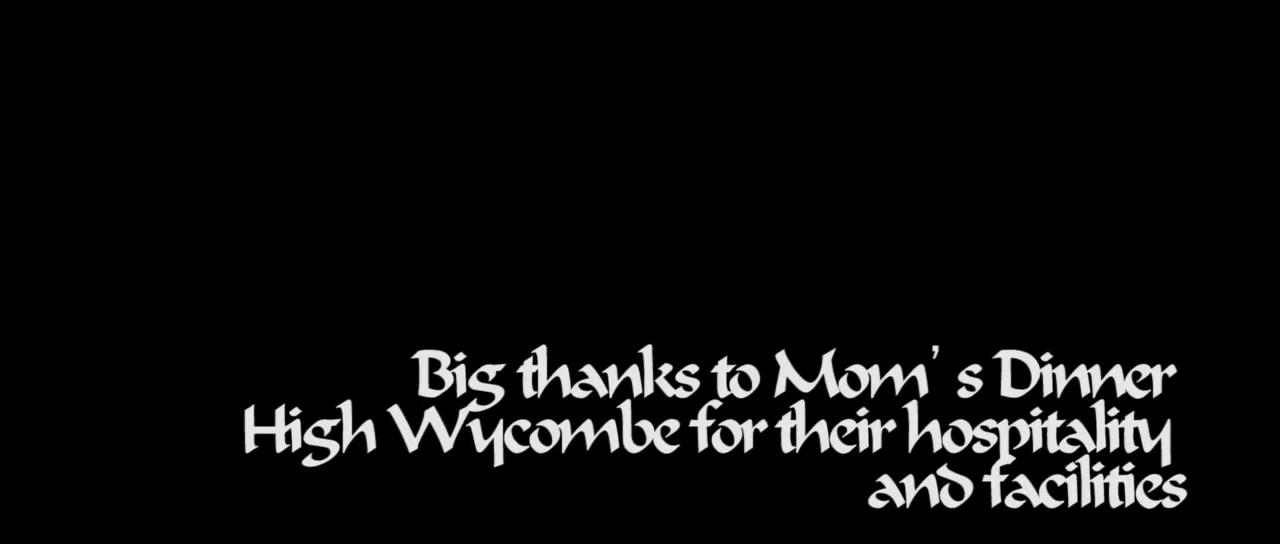 Big thanks to Mom's Dinner
High Wycombe for their hospitality
and facilities